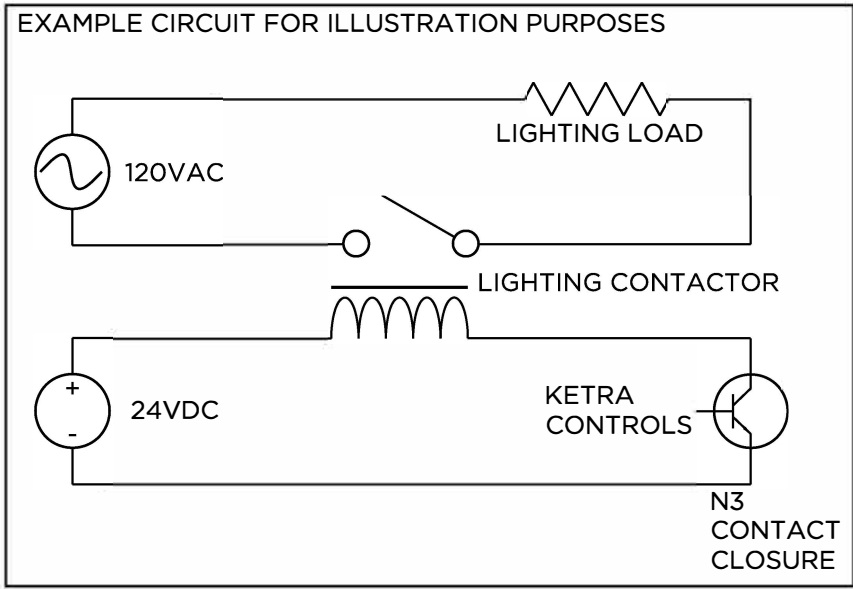 EXAMPLE CIRCUIT FOR ILLUSTRATION PURPOSES
LIGHTING LOAD
120VAC
LIGHTING CONTACTOR
+
24VDC
-
KETRA
CONTROLS
N3
CONTACT
CLOSURE